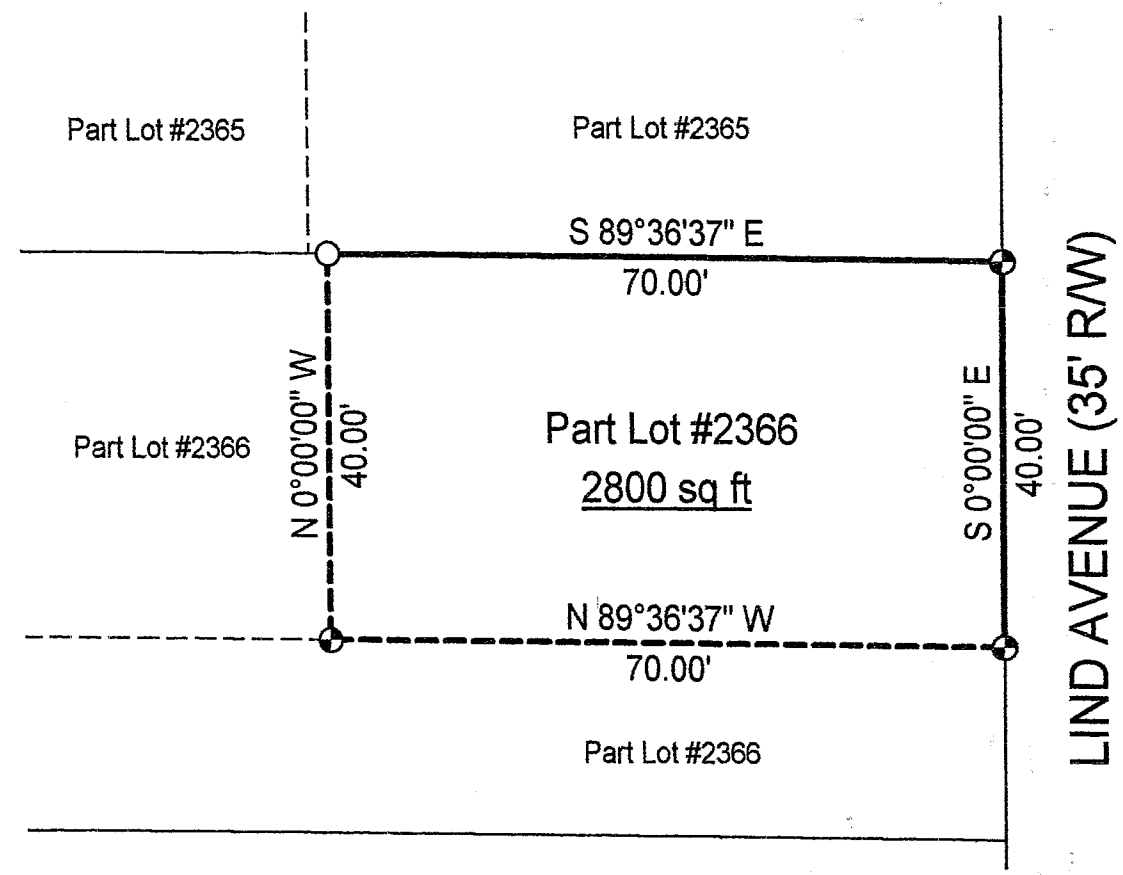 Part Lot #2365
Part Lot #2365
S 89°36'37" E
70.00'
N 0°00'00" W
40.00'
Part Lot #2366
Part Lot #2366
2800 sq ft
S 0°00'00" E
40.00'
LIND AVENUE (35' R/W)
N 89°36'37" W
70.00'
Part Lot #2366